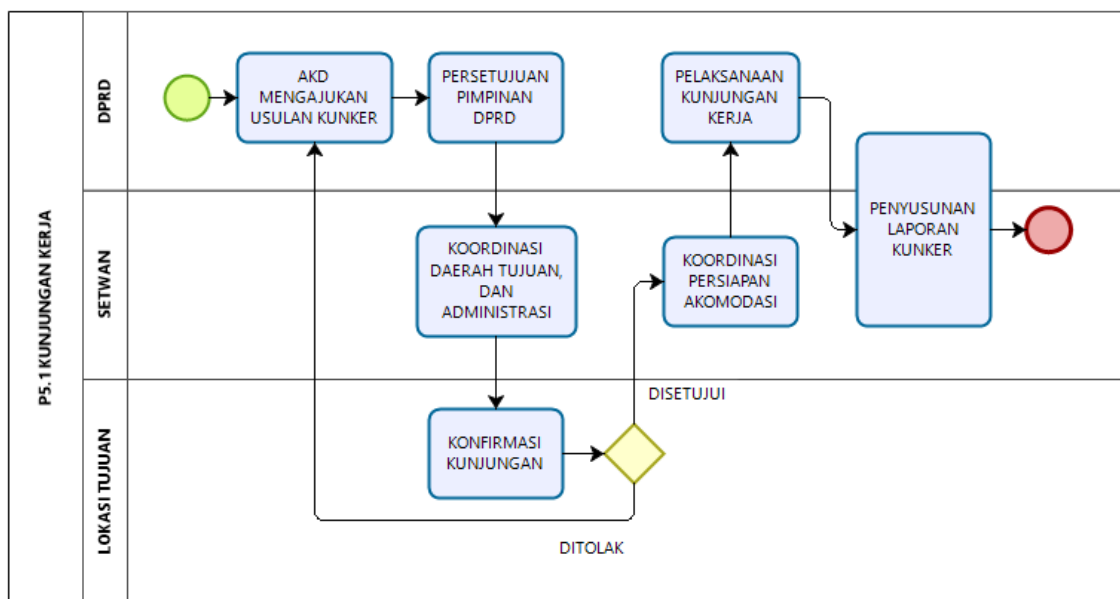 P5.1 KUNJUNGAN KERJA
DPRD
AKD
MENGAJUKAN
USULAN KUNKER
PERSETUJUAN
PIMPINAN
DPRD
PELAKSANAAN
KUNJUNGAN
KERJA
SETWAN
KOORDINASI
DAERAH TUJUAN,
DAN
ADMINISTRASI
KOORDINASI
PERSIAPAN
AKOMODASI
PENYUSUNAN
LAPORAN
KUNKER
LOKASI TUJUAN
KONFIRMASI
KUNJUNGAN
DISETUJUI
DITOLAK